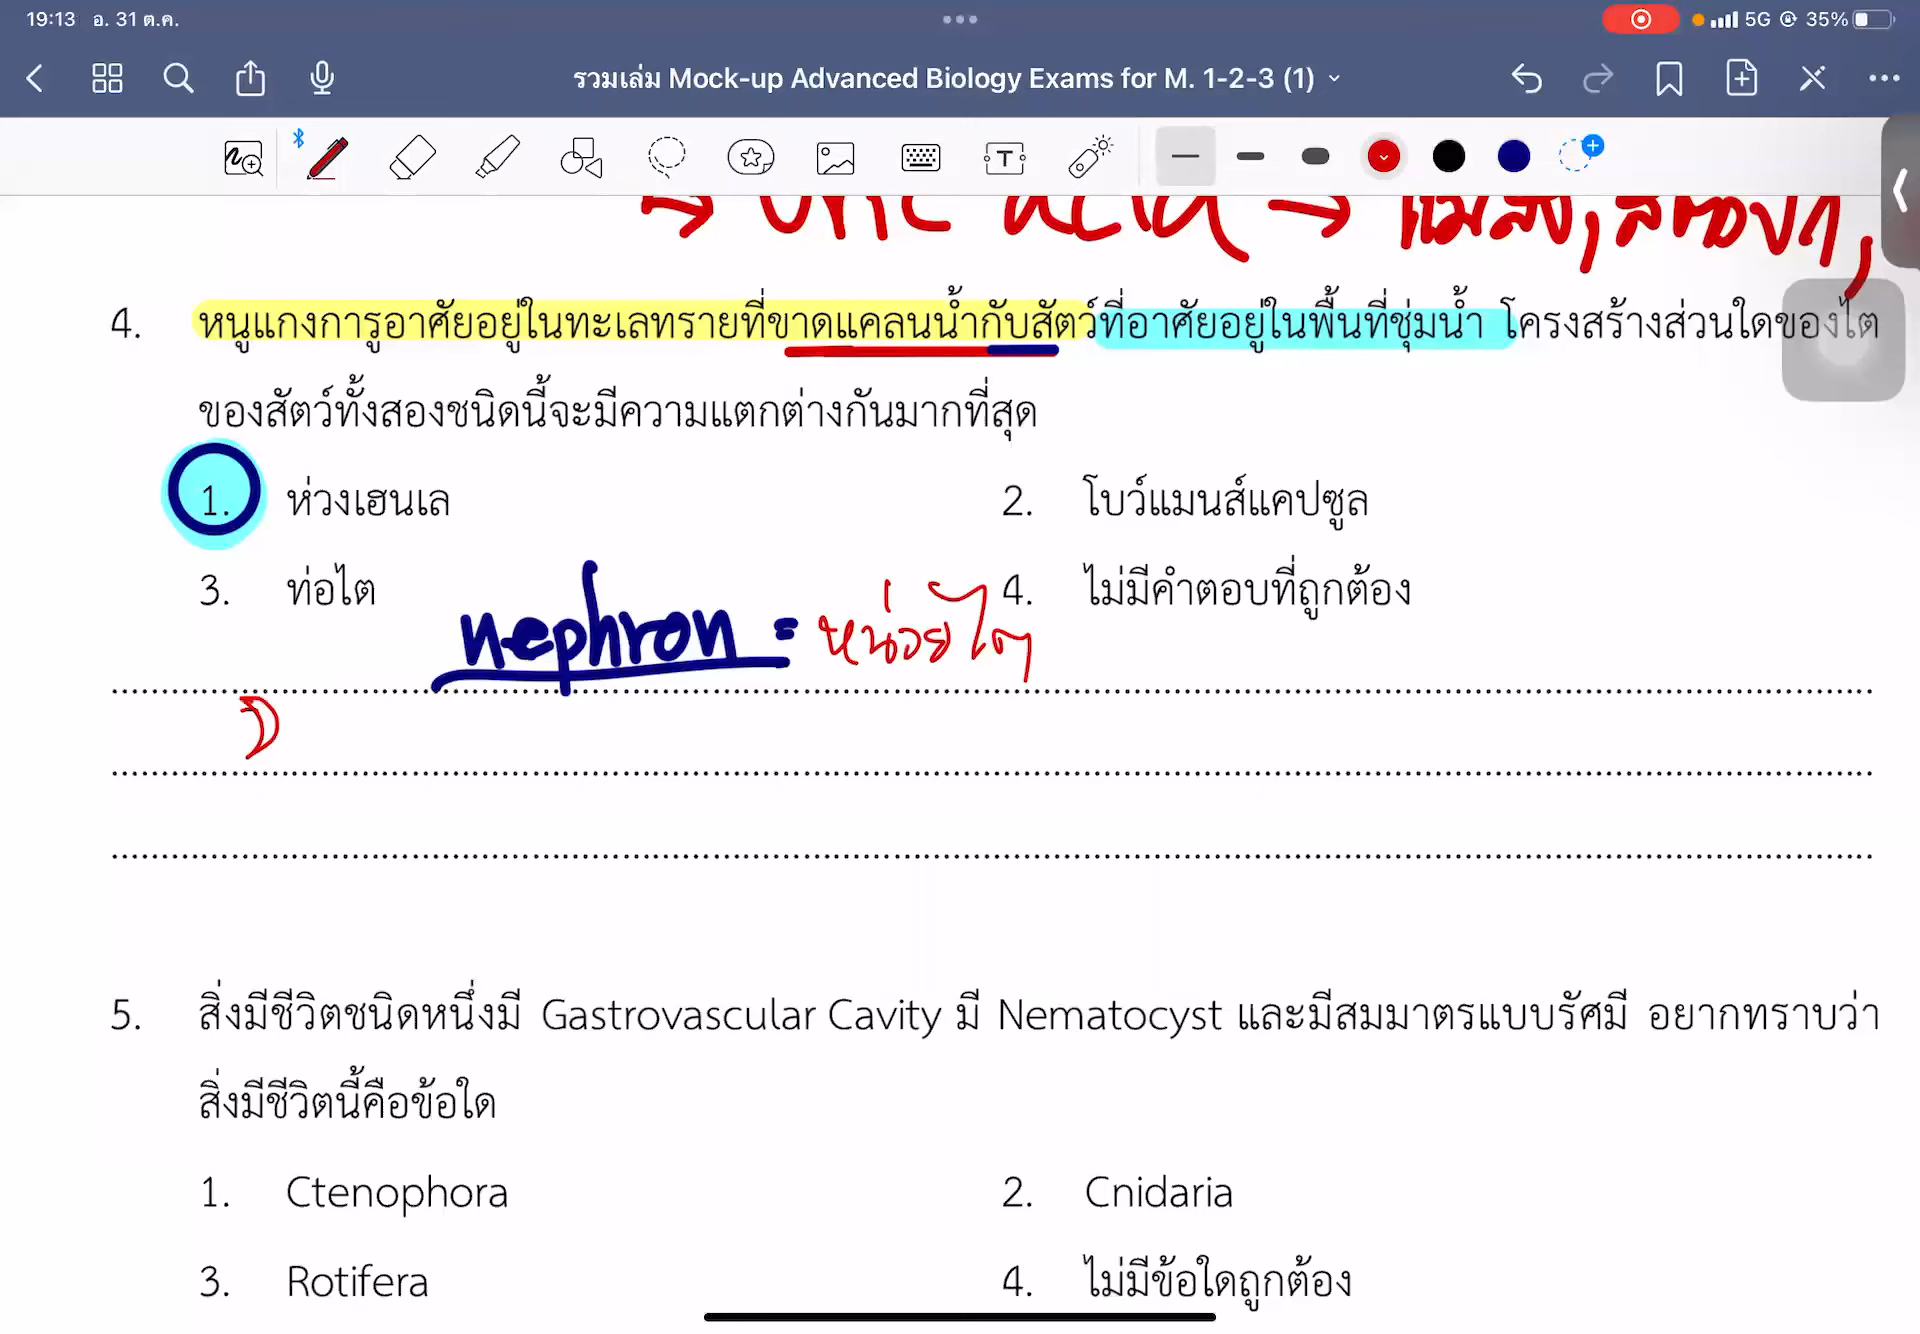 19:13 อ. 31 ต.ค.
5G 35%
รวมเล่ม Mock-up Advanced Biology Exams for M. 1-2-3 (1)
→ uric acid → แมลง, สัตว์ปีก,
4. หนูแกงการูอาศัยอยู่ในทะเลทรายที่ขาดแคลนน้ำกับสัตว์ที่อาศัยอยู่ในพื้นที่ชุ่มน้ำ โครงสร้างส่วนใดของไต
ของสัตว์ทั้งสองชนิดนี้จะมีความแตกต่างกันมากที่สุด
1. ห่วงเฮนเล
2. โบว์แมนส์แคปซูล
3. ท่อไต
4. ไม่มีคำตอบที่ถูกต้อง
nephron = หน่วยไต
5. สิ่งมีชีวิตชนิดหนึ่งมี Gastrovascular Cavity มี Nematocyst และมีสมมาตรแบบรัศมี อยากทราบว่า
สิ่งมีชีวิตนี้คือข้อใด
1. Ctenophora
2. Cnidaria
3. Rotifera
4. ไม่มีข้อใดถูกต้อง